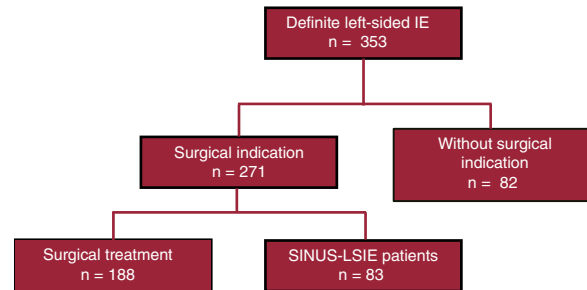 Definite left-sided IE
n = 353
Surgical indication
n = 271
Without surgical
indication
n = 82
Surgical treatment
n = 188
SINUS-LSIE patients
n = 83